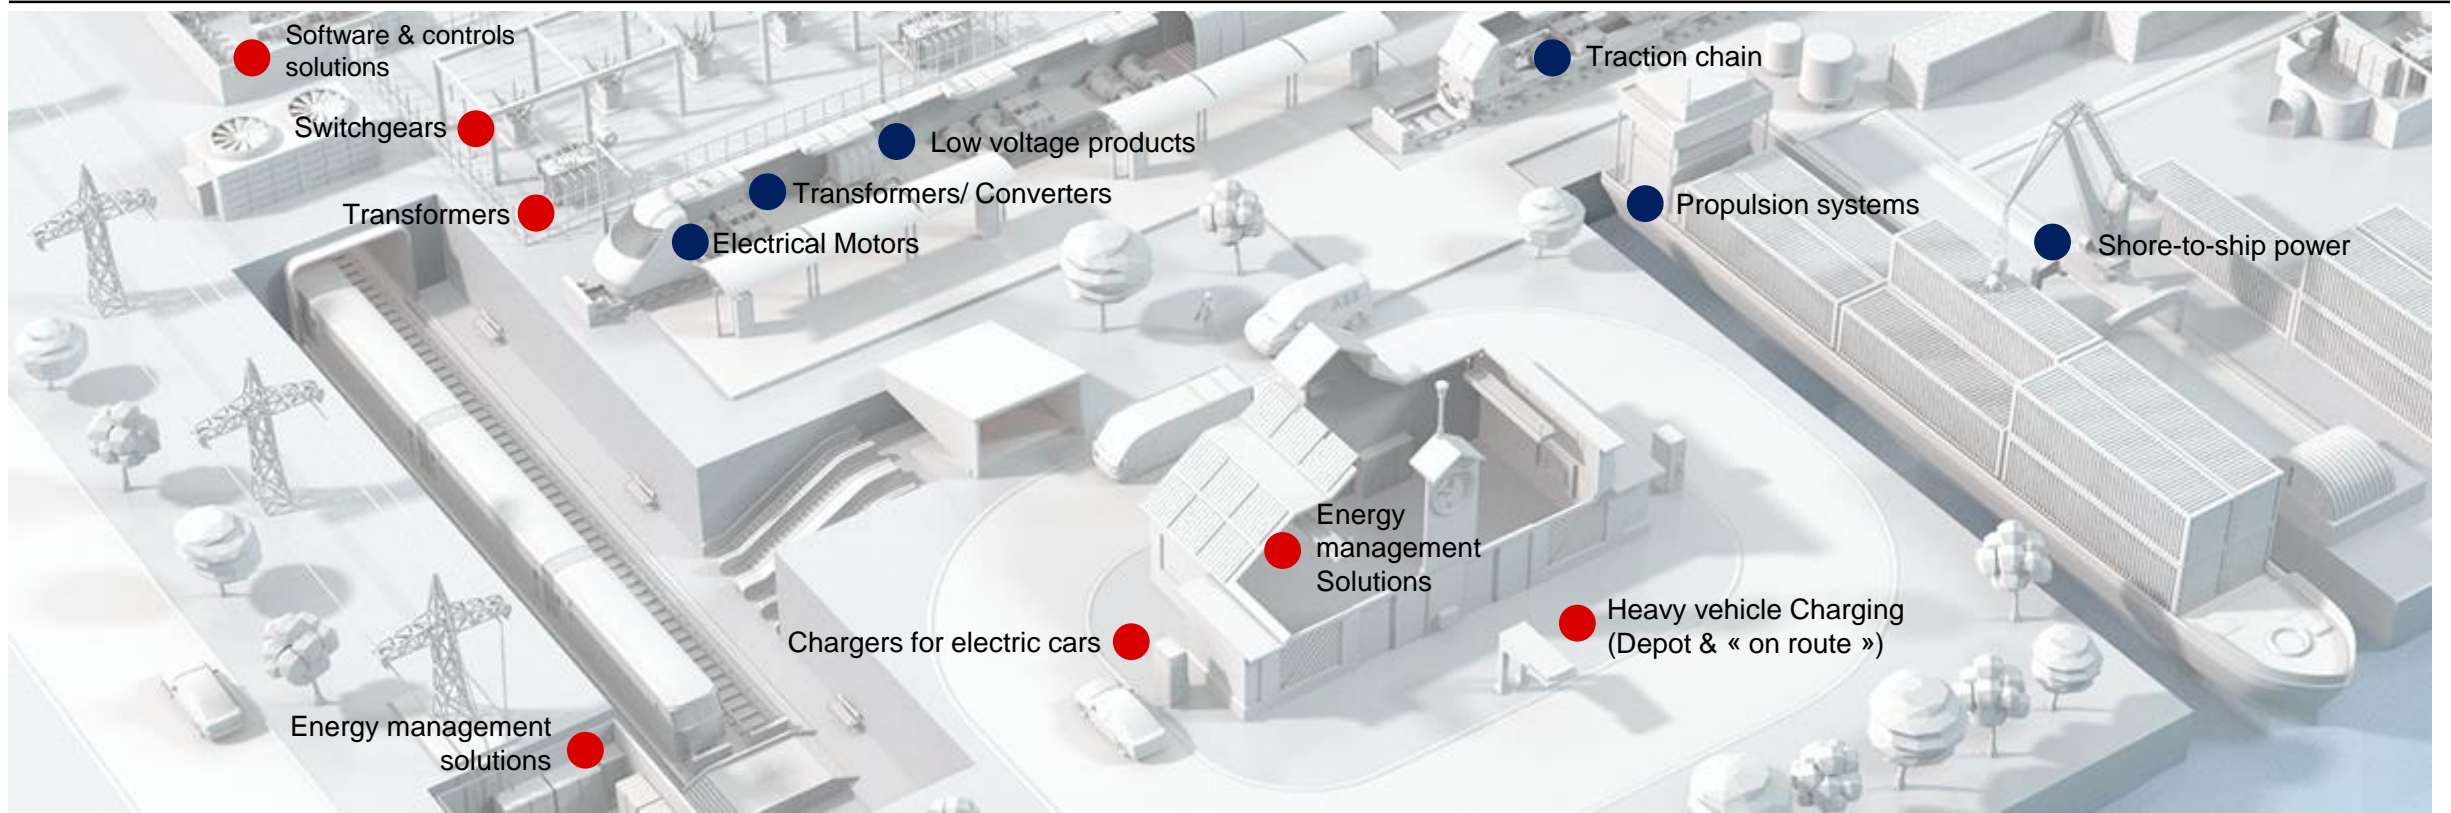 Software & controls
solutions
Traction chain
Switchgears
Low voltage products
Transformers/ Converters
Transformers
Propulsion systems
Electrical Motors
Shore-to-ship power
Energy
management
Solutions
Heavy vehicle Charging
(Depot & « on route »)
Chargers for electric cars
Energy management
solutions